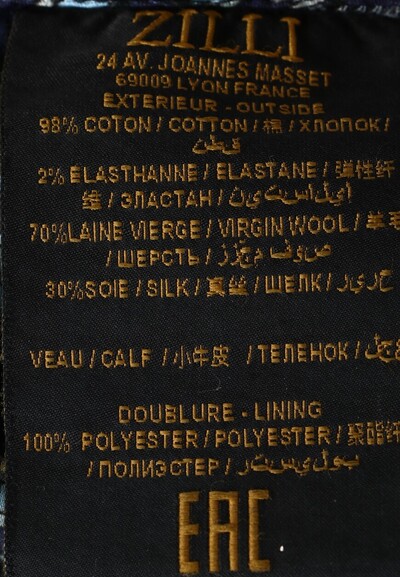 ZILLI
24 AV. JOANNES MASSET
69009 LYON FRANCE
EXTERIEUR - OUTSIDE
98% COTON / COTTON / 棉 / ХЛОПОК /
قطن
2% ÉLASTHANNE / ELASTANE / 弹性纤
维 / ЭЛАСТАН /
70%LAINE VIERGE / VIRGIN WOOL / 羊毛
/ ШЕРСТЬ / صوف
30%SOIE / SILK / 真丝 / ШЕЛК / حرير
VEAU / CALF / 小牛皮 / ТЕЛЕНОК /
DOUBLURE - LINING
100% POLYESTER / POLYESTER / 聚酯纤
/ ПОЛИЭСТЕР /
EAC